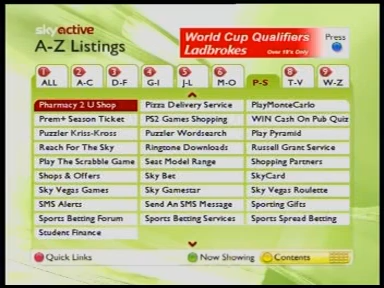 sky active
A-Z Listings
World Cup Qualifiers
Ladbrokes Over 18's Only
Press
1 2 3 4 5 6 8 9
ALL A-C D-F G-I J-L M-O P-S T-V W-Z
Pharmacy 2 U Shop Pizza Delivery Service PlayMonteCarlo
Prem+ Season Ticket PS2 Games Shopping WIN Cash On Pub Quiz
Puzzler Kriss-Kross Puzzler Wordsearch Play Pyramid
Reach For The Sky Ringtone Downloads Russell Grant Service
Play The Scrabble Game Seat Model Range Shopping Partners
Shops & Offers Sky Bet SkyCard
Sky Vegas Games Sky Gamestar Sky Vegas Roulette
SMS Alerts Send An SMS Message Sporting Gifts
Sports Betting Forum Sports Betting Services Sports Spread Betting
Student Finance
Quick Links Now Showing Contents